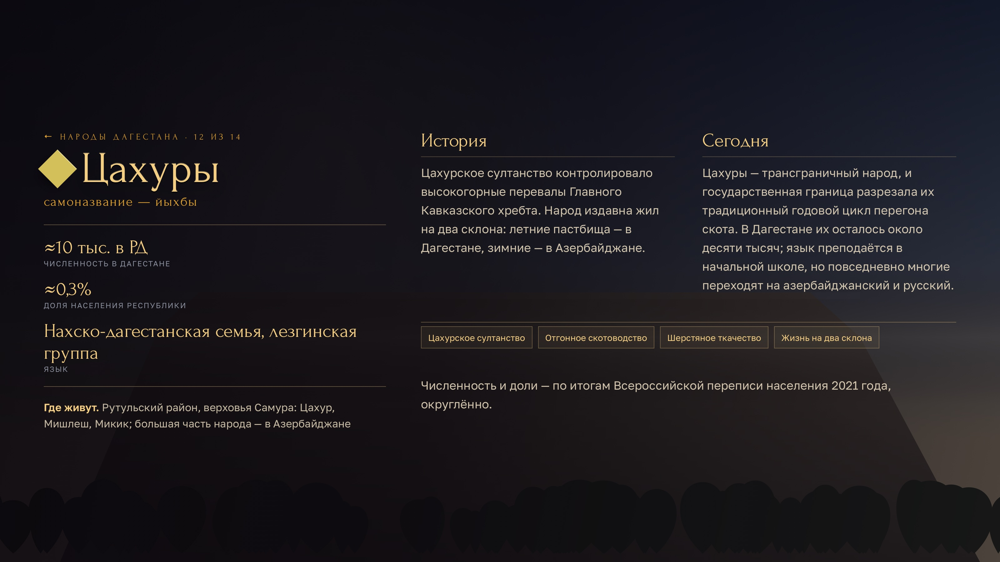 ← НАРОДЫ ДАГЕСТАНА · 12 ИЗ 14
Цахуры
самоназвание — йыхбы
≈10 тыс. в РД
ЧИСЛЕННОСТЬ В ДАГЕСТАНЕ
≈0,3%
ДОЛЯ НАСЕЛЕНИЯ РЕСПУБЛИКИ
Нахско-дагестанская семья, лезгинская
группа
ЯЗЫК
Где живут. Рутульский район, верховья Самура: Цахур,
Мишлеш, Микик; большая часть народа — в Азербайджане
История
Цахурское султанство контролировало
высокогорные перевалы Главного
Кавказского хребта. Народ издавна жил
на два склона: летние пастбища — в
Дагестане, зимние — в Азербайджане.
Сегодня
Цахуры — трансграничный народ, и
государственная граница разрезала их
традиционный годовой цикл перегона
скота. В Дагестане их осталось около
десяти тысяч; язык преподаётся в
начальной школе, но повседневно многие
переходят на азербайджанский и русский.
Цахурское султанство
Отгонное скотоводство
Шерстяное ткачество
Жизнь на два склона
Численность и доли — по итогам Всероссийской переписи населения 2021 года,
округлённо.